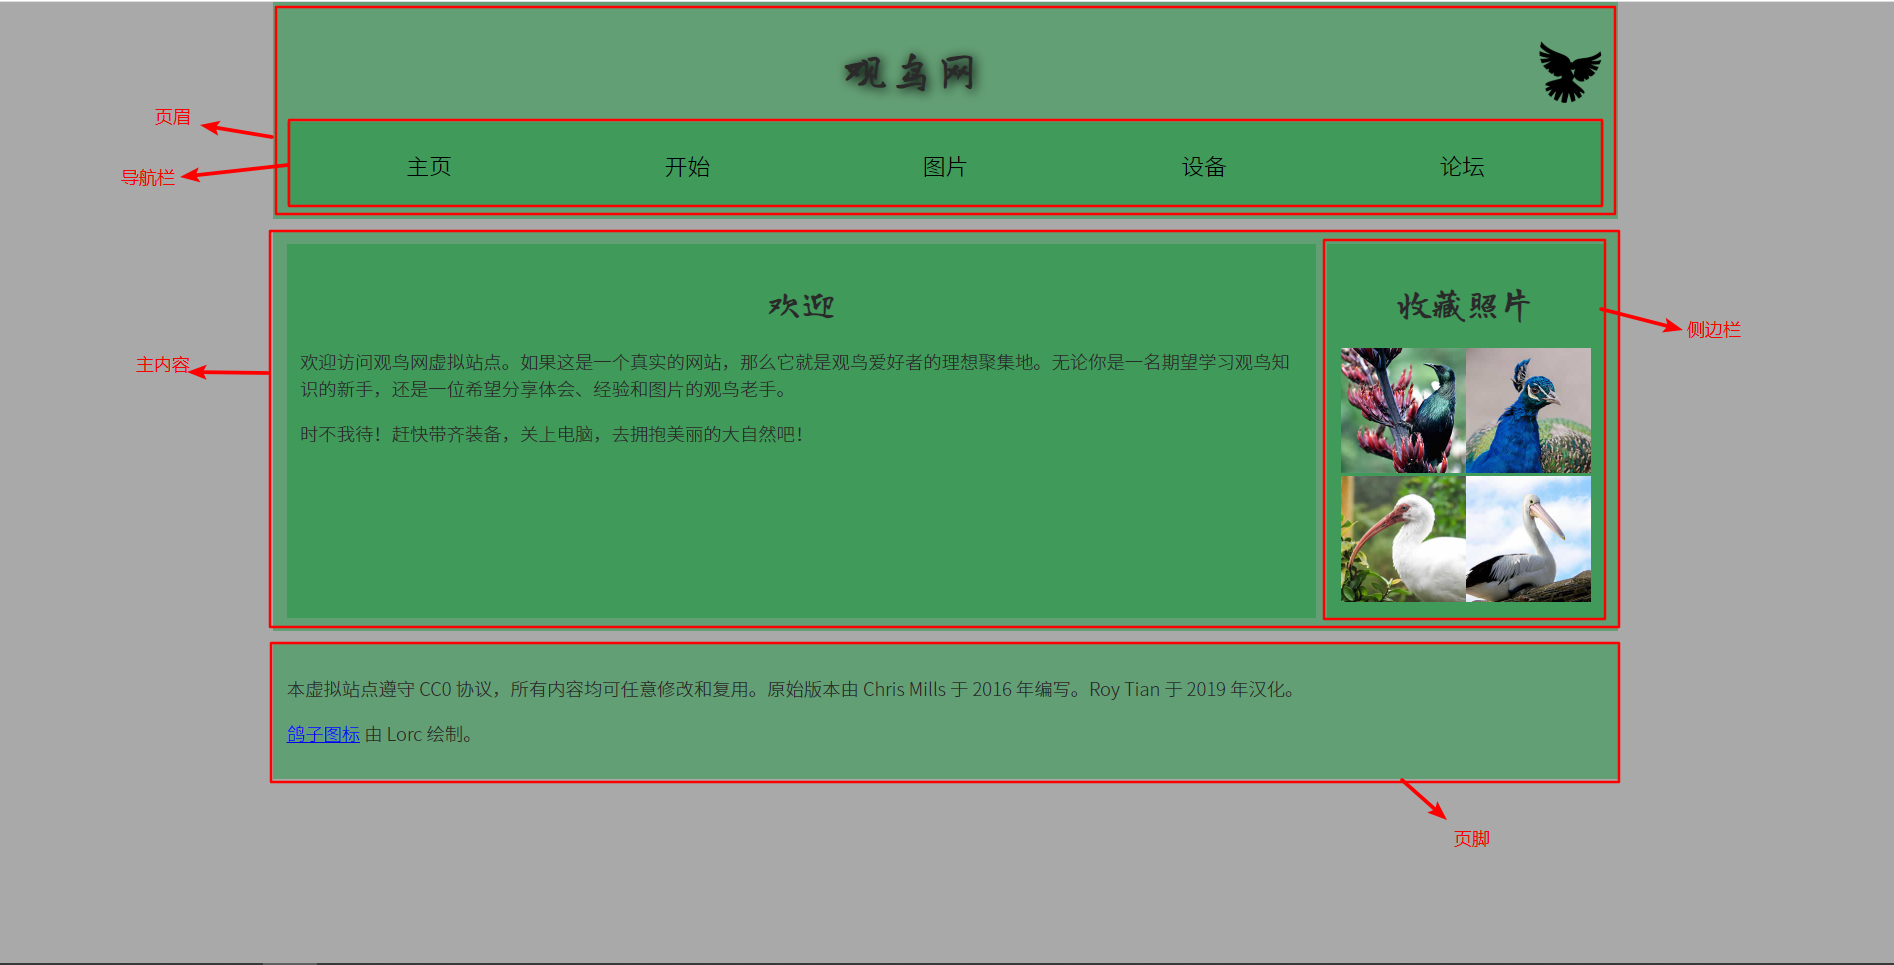 观鸟网
页眉
导航栏
主页 开始 图片 设备 论坛
主内容
欢迎
欢迎访问观鸟网虚拟站点。如果这是一个真实的网站，那么它就是观鸟爱好者的理想聚集地。无论你是一名期望学习观鸟知
识的新手，还是一位希望分享体会、经验和图片的观鸟老手。
时不我待！赶快带齐装备，关上电脑，去拥抱美丽的大自然吧！
收藏照片
侧边栏
本虚拟站点遵守 CC0 协议，所有内容均可任意修改和复用。原始版本由 Chris Mills 于 2016 年编写。Roy Tian 于 2019 年汉化。
鸽子图标 由 Lorc 绘制。
页脚